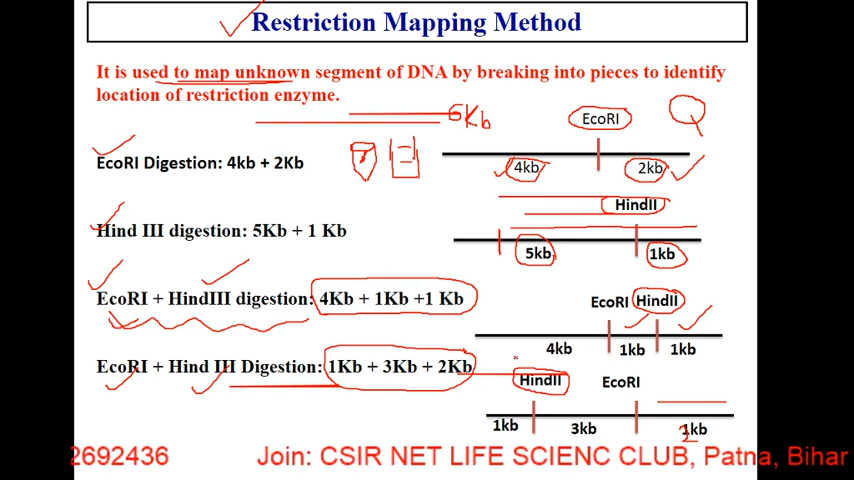 Restriction Mapping Method
It is used to map unknown segment of DNA by breaking into pieces to identify
location of restriction enzyme.
6Kb
EcoRI
EcoRI Digestion: 4kb + 2Kb
4kb 2kb
HindII
Hind III digestion: 5Kb + 1 Kb
5kb 1kb
EcoRI HindII
EcoRI + HindIII digestion: 4Kb + 1Kb +1 Kb
4kb 1kb 1kb
EcoRI + Hind III Digestion: 1Kb + 3Kb + 2Kb
HindII EcoRI
1kb 3kb 1kb
2
2692436 Join: CSIR NET LIFE SCIENC CLUB, Patna, Bihar